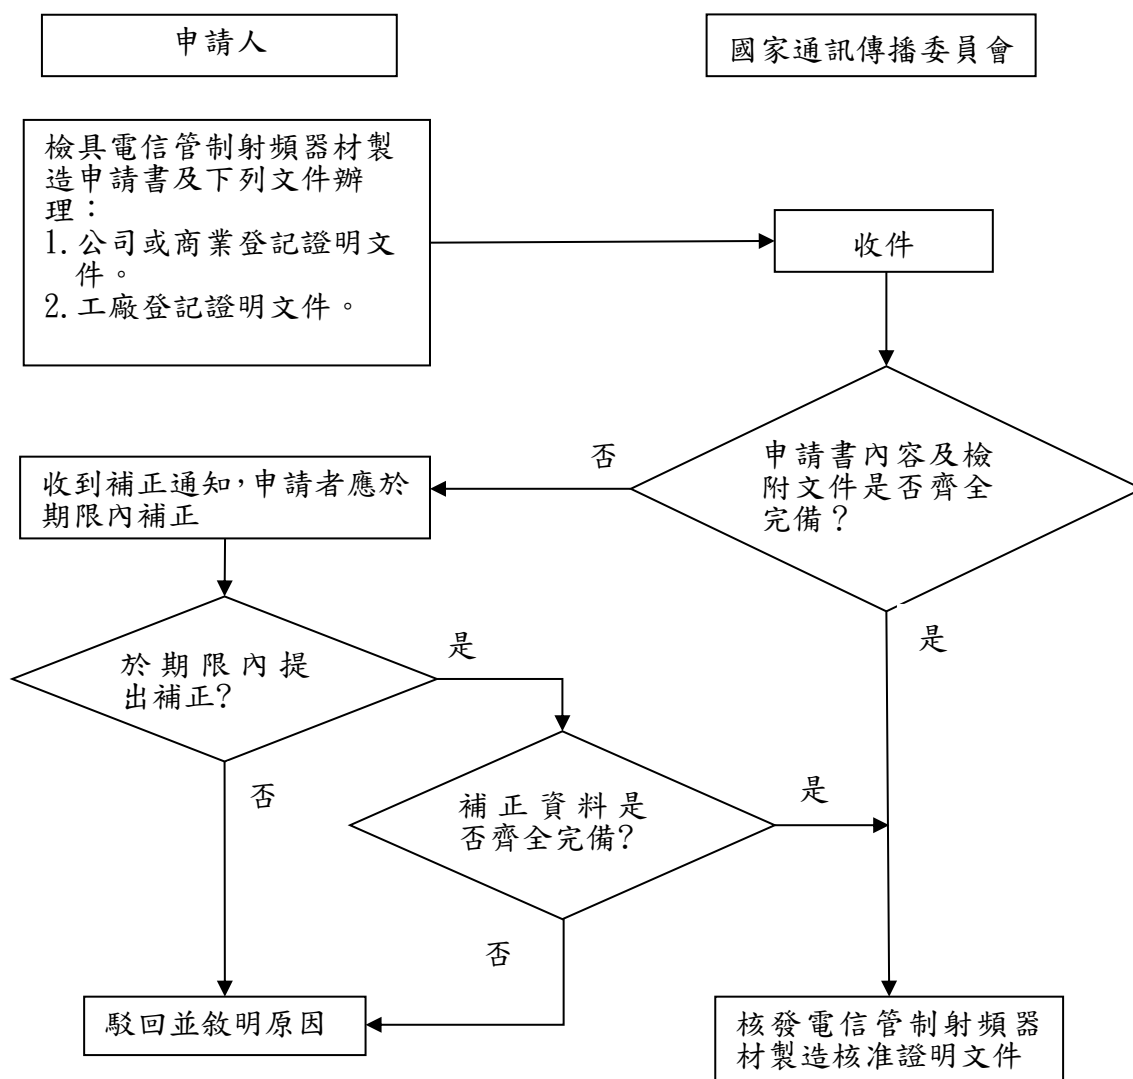 申請人
國家通訊傳播委員會
檢具電信管制射頻器材製
造申請書及下列文件辦
理：
1.公司或商業登記證明文
件。
2.工廠登記證明文件。
收件
申請書內容及檢
附文件是否齊全
完備？
否
收到補正通知，申請者應於
期限內補正
是
於期限內提
出補正?
是
否
補正資料是
否齊全完備?
是
否
駁回並敘明原因
核發電信管制射頻器
材製造核准證明文件